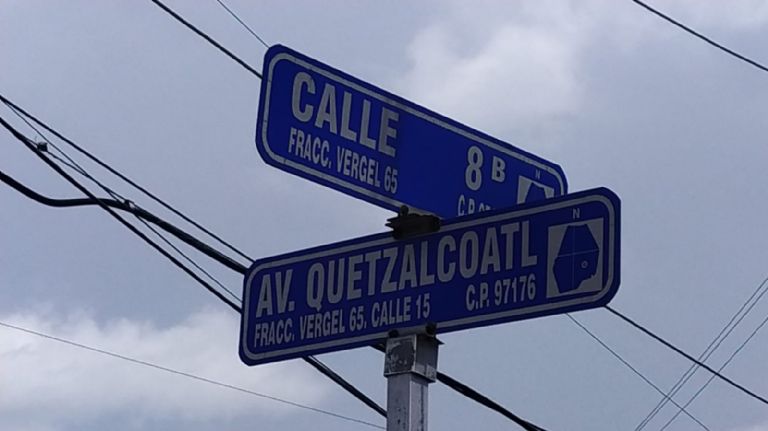 CALLE 8 B
FRACC. VERGEL 65
C.P.
N
AV. QUETZALCOATL
FRACC. VERGEL 65, CALLE 15 C.P. 97176
N